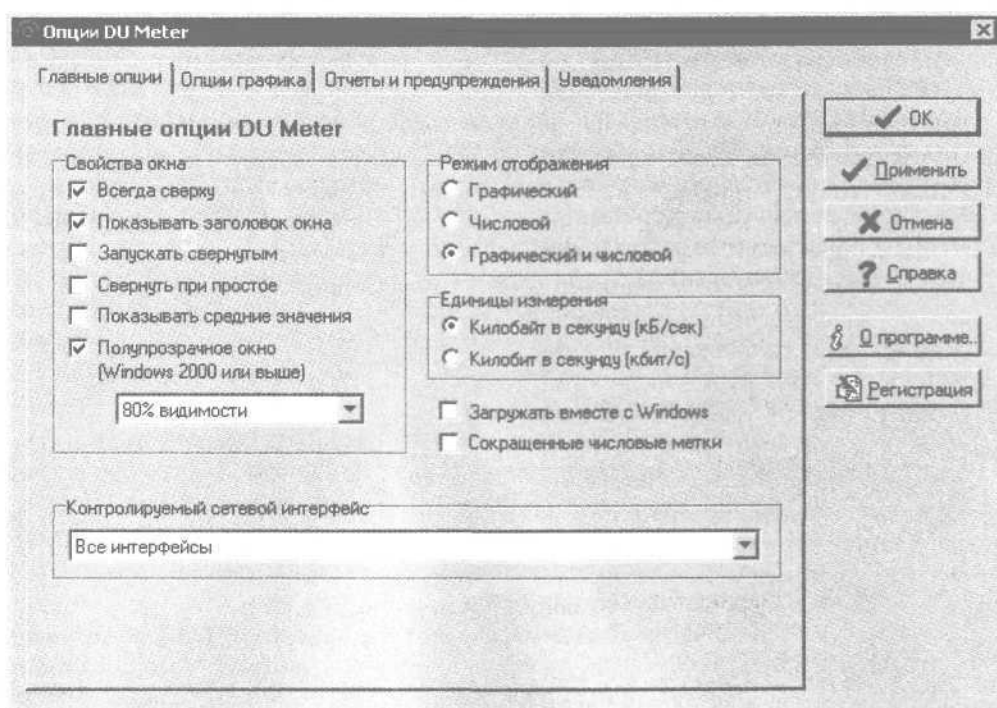 Опции DU Meter
Главные опции
Опции графика
Отчеты и предупреждения
Уведомления
Главные опции DU Meter
Свойства окна
Всегда сверху
Показывать заголовок окна
Запускать свернутым
Свернуть при простое
Показывать средние значения
Полупрозрачное окно
(Windows 2000 или выше)
80% видимости
Режим отображения
Графический
Числовой
Графический и числовой
Единицы измерения
Килобайт в секунду (кБ/сек)
Килобит в секунду (кбит/с)
Загружать вместе с Windows
Сокращенные числовые метки
Контролируемый сетевой интерфейс
Все интерфейсы
OK
Применить
Отмена
Справка
О программе..
Регистрация